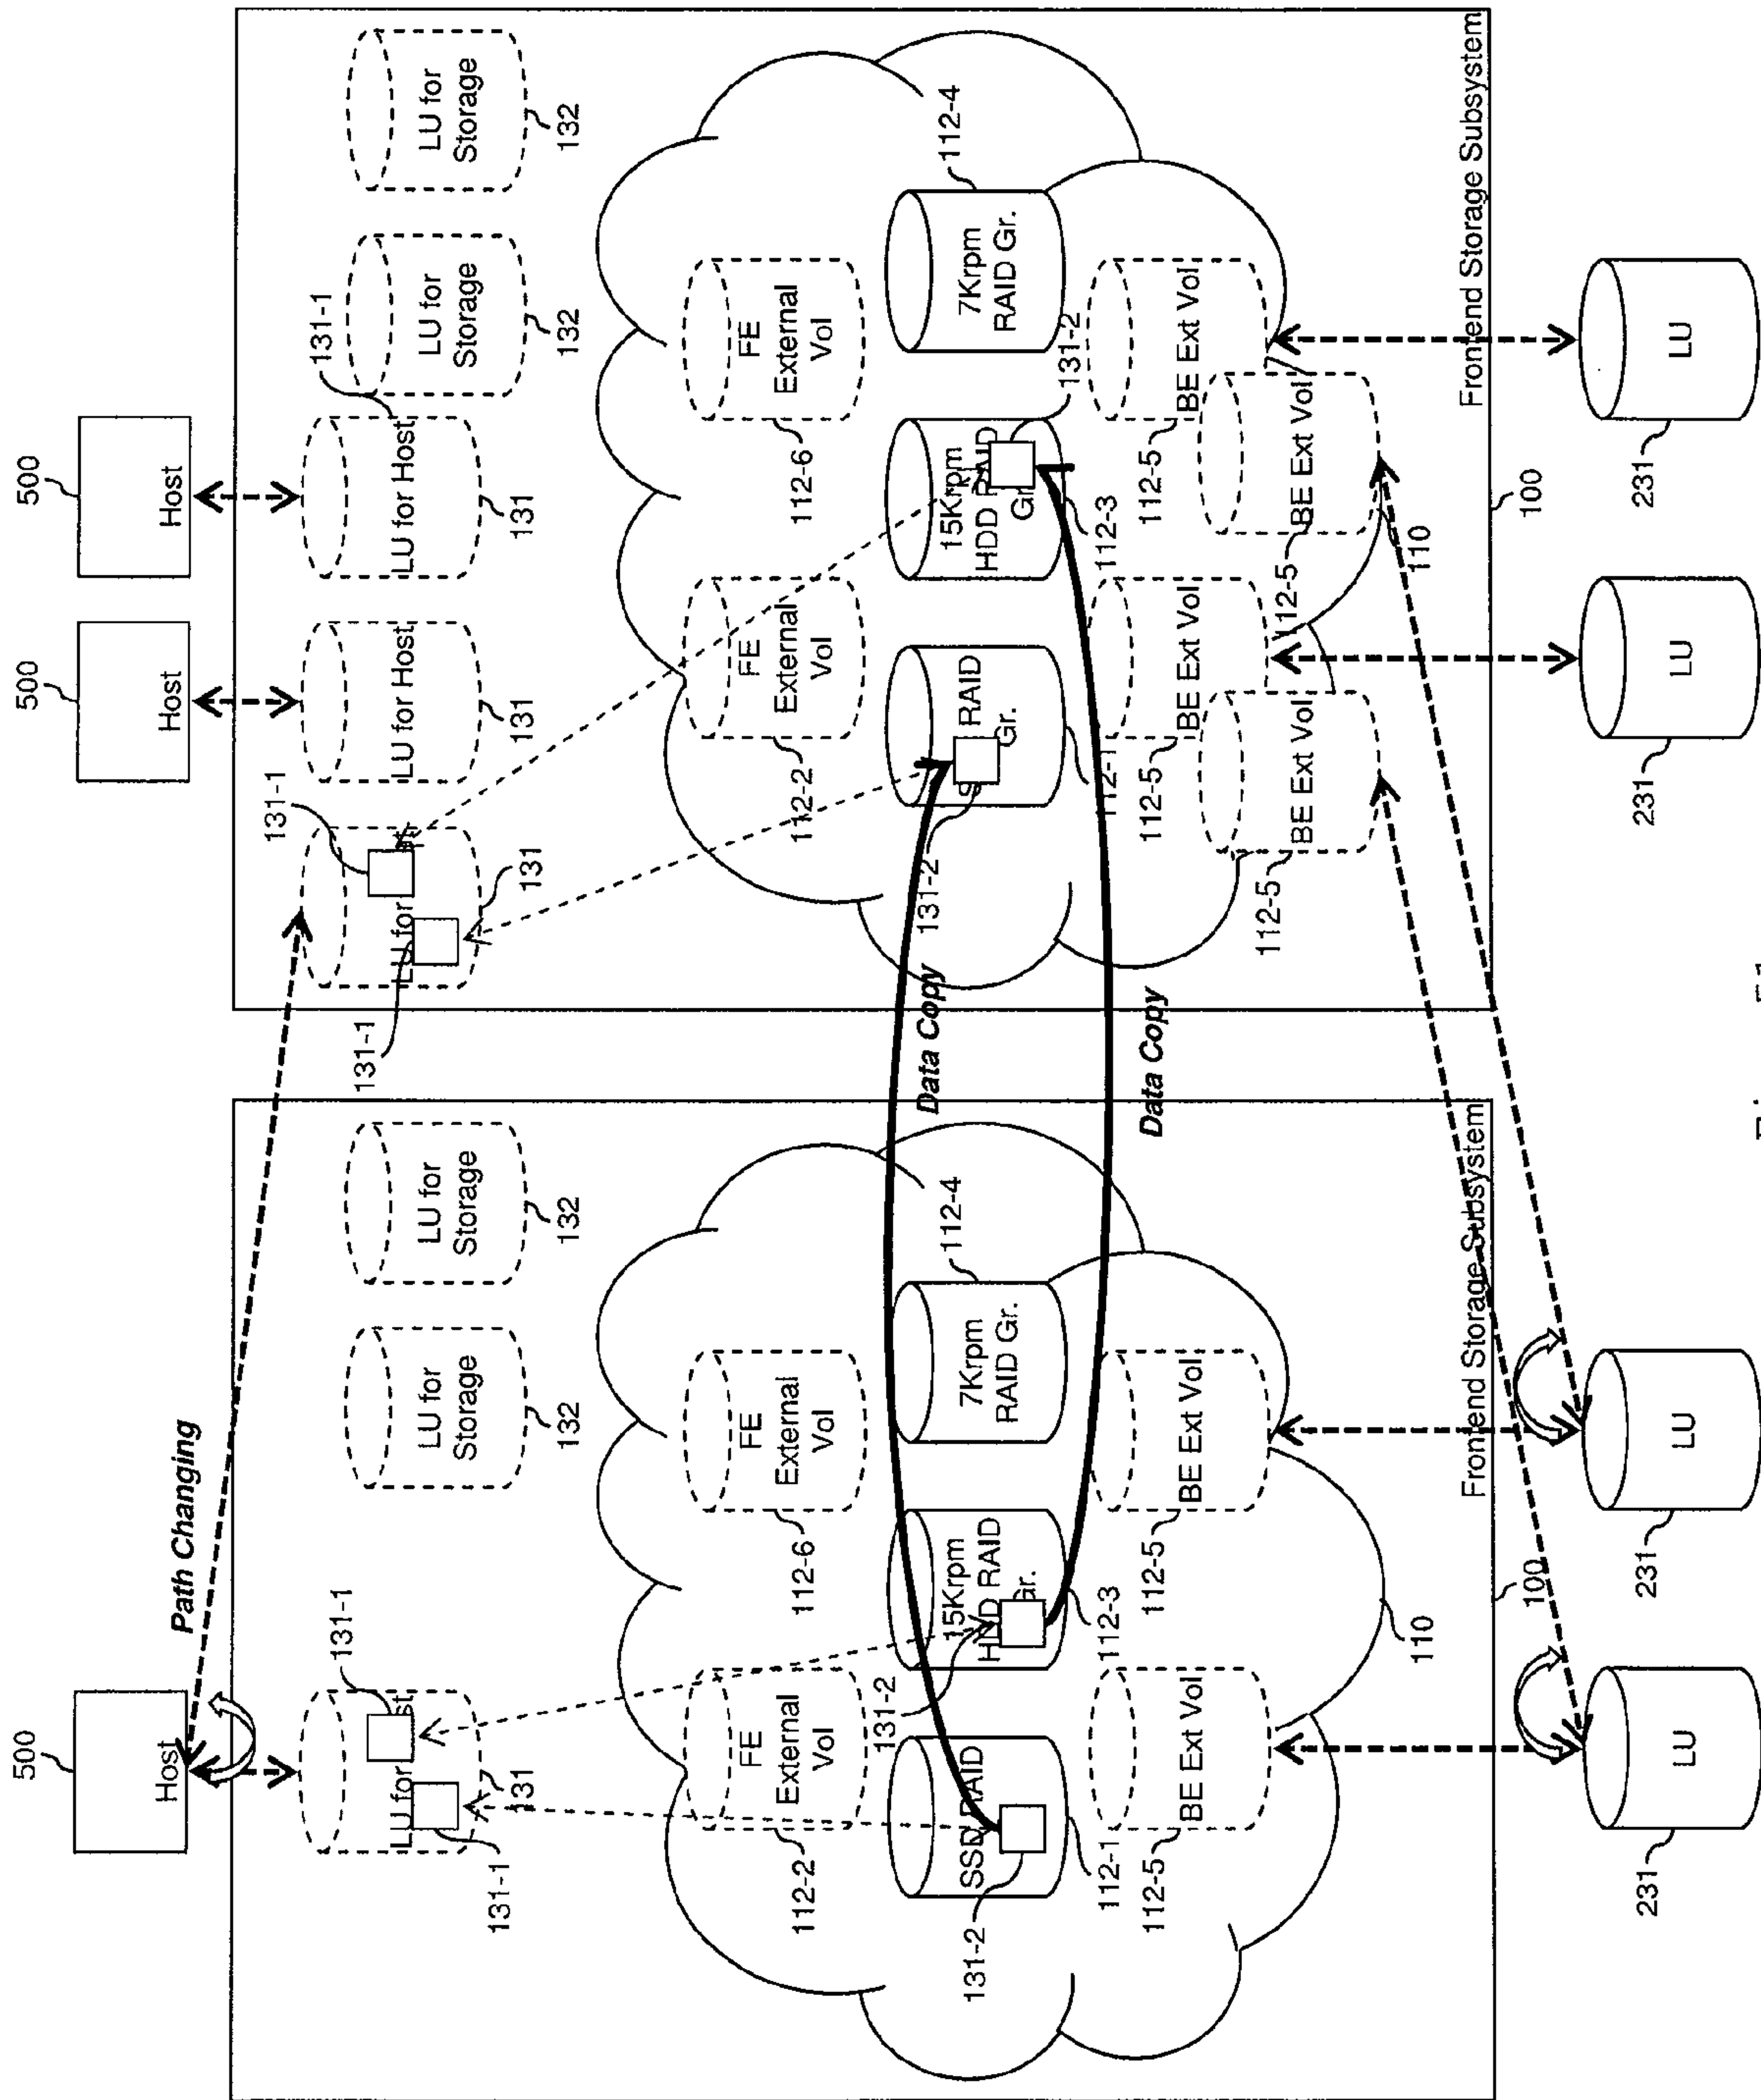 500
500
500
Host
Host
Host
Path Changing
131-1
131-1
131-1
LU for
LU for Host
LU for Host
LU for
Storage
LU for
Storage
LU for
Storage
LU for
Storage
131-1
131
132
132
131-1
131
131
131
132
132
FE
External
Vol
FE
External
Vol
FE
External
Vol
FE
External
Vol
112-2
112-6
112-4
112-2
112-6
112-4
131-2
SSD RAID
15Krpm
HDD RAID
Gr.
7Krpm
RAID Gr.
Data Copy
RAID
Gr.
15Krpm
HDD RAID
Gr.
7Krpm
RAID Gr.
131-2
112-1
112-3
131-2
112-1
112-3
131-2
Data Copy
BE Ext Vol
BE Ext Vol
BE Ext Vol
BE Ext Vol
112-5
112-5
112-5
112-5
BE Ext Vol
BE Ext Vol
112-5
112-5
110
110
Frontend Storage Subsystem
Frontend Storage Subsystem
100
100
LU
LU
LU
LU
231
231
231
231